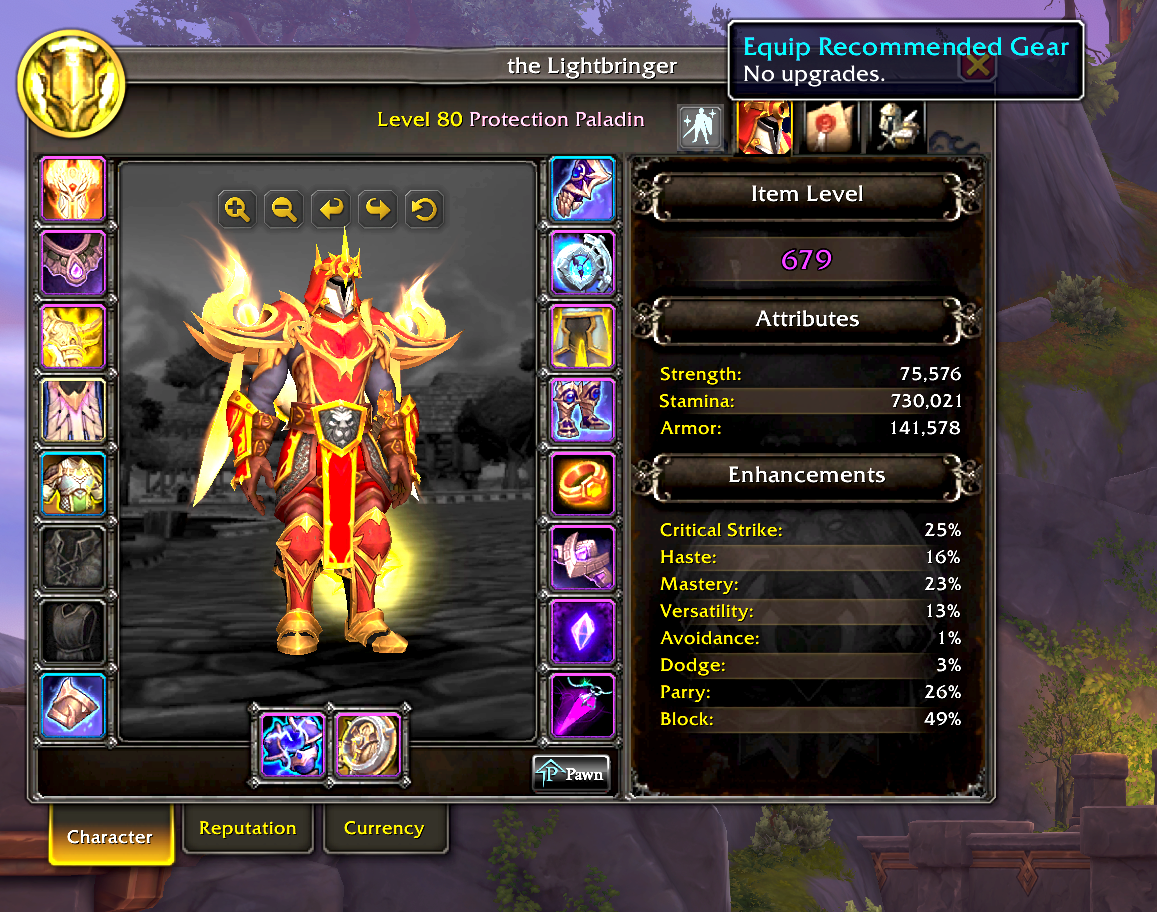 Equip Recommended Gear
No upgrades.
the Lightbringer
Level 80 Protection Paladin
Item Level
679
Attributes
Strength: 75,576
Stamina: 730,021
Armor: 141,578
Enhancements
Critical Strike: 25%
Haste: 16%
Mastery: 23%
Versatility: 13%
Avoidance: 1%
Dodge: 3%
Parry: 26%
Block: 49%
Pawn
Character
Reputation
Currency